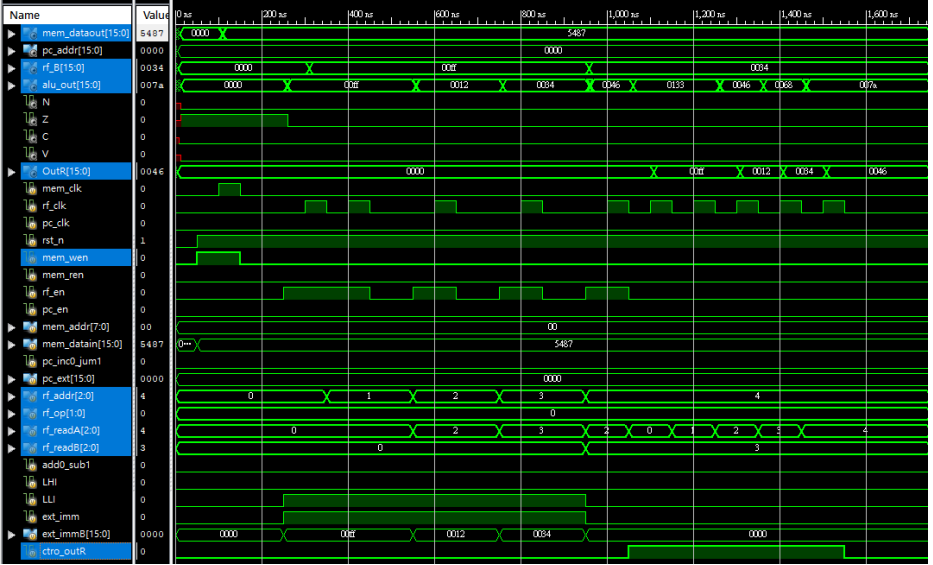 Name Value 0 ns 200 ns 400 ns 600 ns 800 ns 1,000 ns 1,200 ns 1,400 ns 1,600 ns
mem_dataout[15:0] 5487 0000 5487
pc_addr[15:0] 0000 0000
rf_B[15:0] 0034 0000 00ff 0034
alu_out[15:0] 007a 0000 00ff 0012 0034 0046 0133 0046 0068 007a
N 0
Z 0
C 0
V 0
OutR[15:0] 0046 0000 00ff 0012 0034 0046
mem_clk 0
rf_clk 0
pc_clk 0
rst_n 1
mem_wen 0
mem_ren 0
rf_en 0
pc_en 0
mem_addr[7:0] 00 00
mem_datain[15:0] 5487 0··· 5487
pc_inc0_jum1 0
pc_ext[15:0] 0000 0000
rf_addr[2:0] 4 0 1 2 3 4
rf_op[1:0] 0 0
rf_readA[2:0] 4 0 2 3 2 0 1 2 3 4
rf_readB[2:0] 3 0 3
add0_sub1 0
LHI 0
LLI 0
ext_imm 0
ext_immB[15:0] 0000 0000 00ff 0012 0034 0000
ctro_outR 0